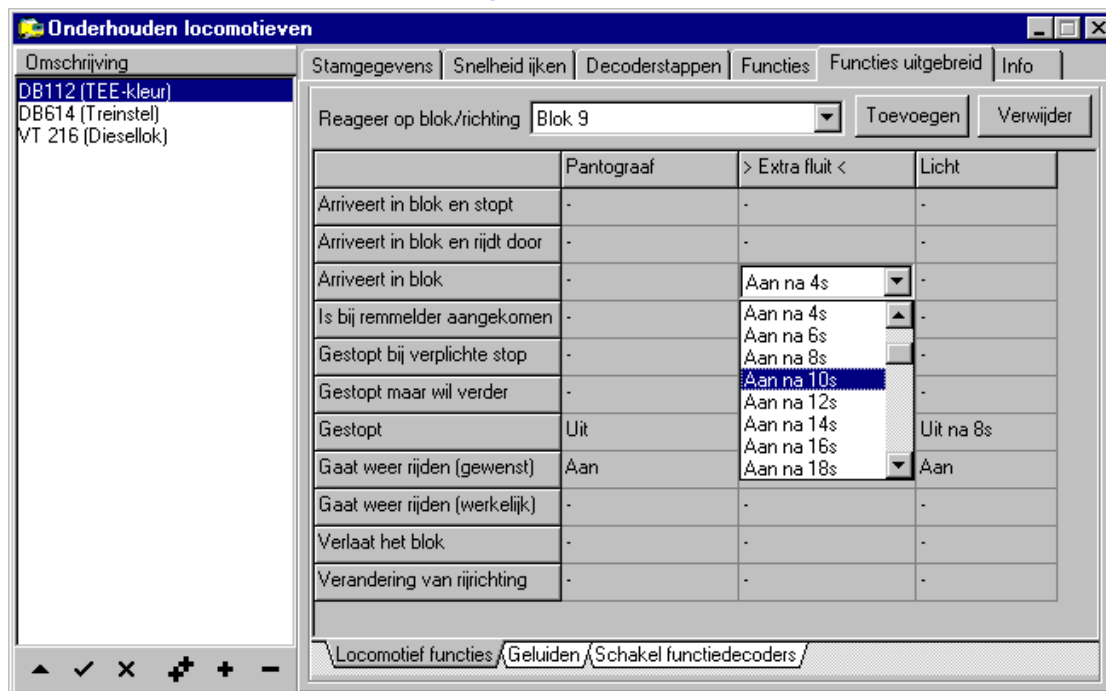 Onderhouden locomotieven
Omschrijving
DB112 (TEE-kleur)
DB614 (Treinstel)
VT 216 (Diesellok)
Stamgegevens Snelheid ijken Decoderstappen Functies Functies uitgebreid Info
Reageer op blok/richting Blok 9 Toevoegen Verwijder
Pantograaf > Extra fluit < Licht
Arriveert in blok en stopt - - -
Arriveert in blok en rijdt door - - -
Arriveert in blok - Aan na 4s -
Is bij remmelder aangekomen - Aan na 4s -
Aan na 6s
Gestopt bij verplichte stop - Aan na 8s -
Aan na 10s
Gestopt maar wil verder - Aan na 12s -
Gestopt Uit Aan na 14s Uit na 8s
Aan na 16s
Gaat weer rijden (gewenst) Aan Aan na 18s Aan
Gaat weer rijden (werkelijk) - - -
Verlaat het blok - - -
Verandering van rijrichting - - -
Locomotief functies Geluiden Schakel functiedecoders